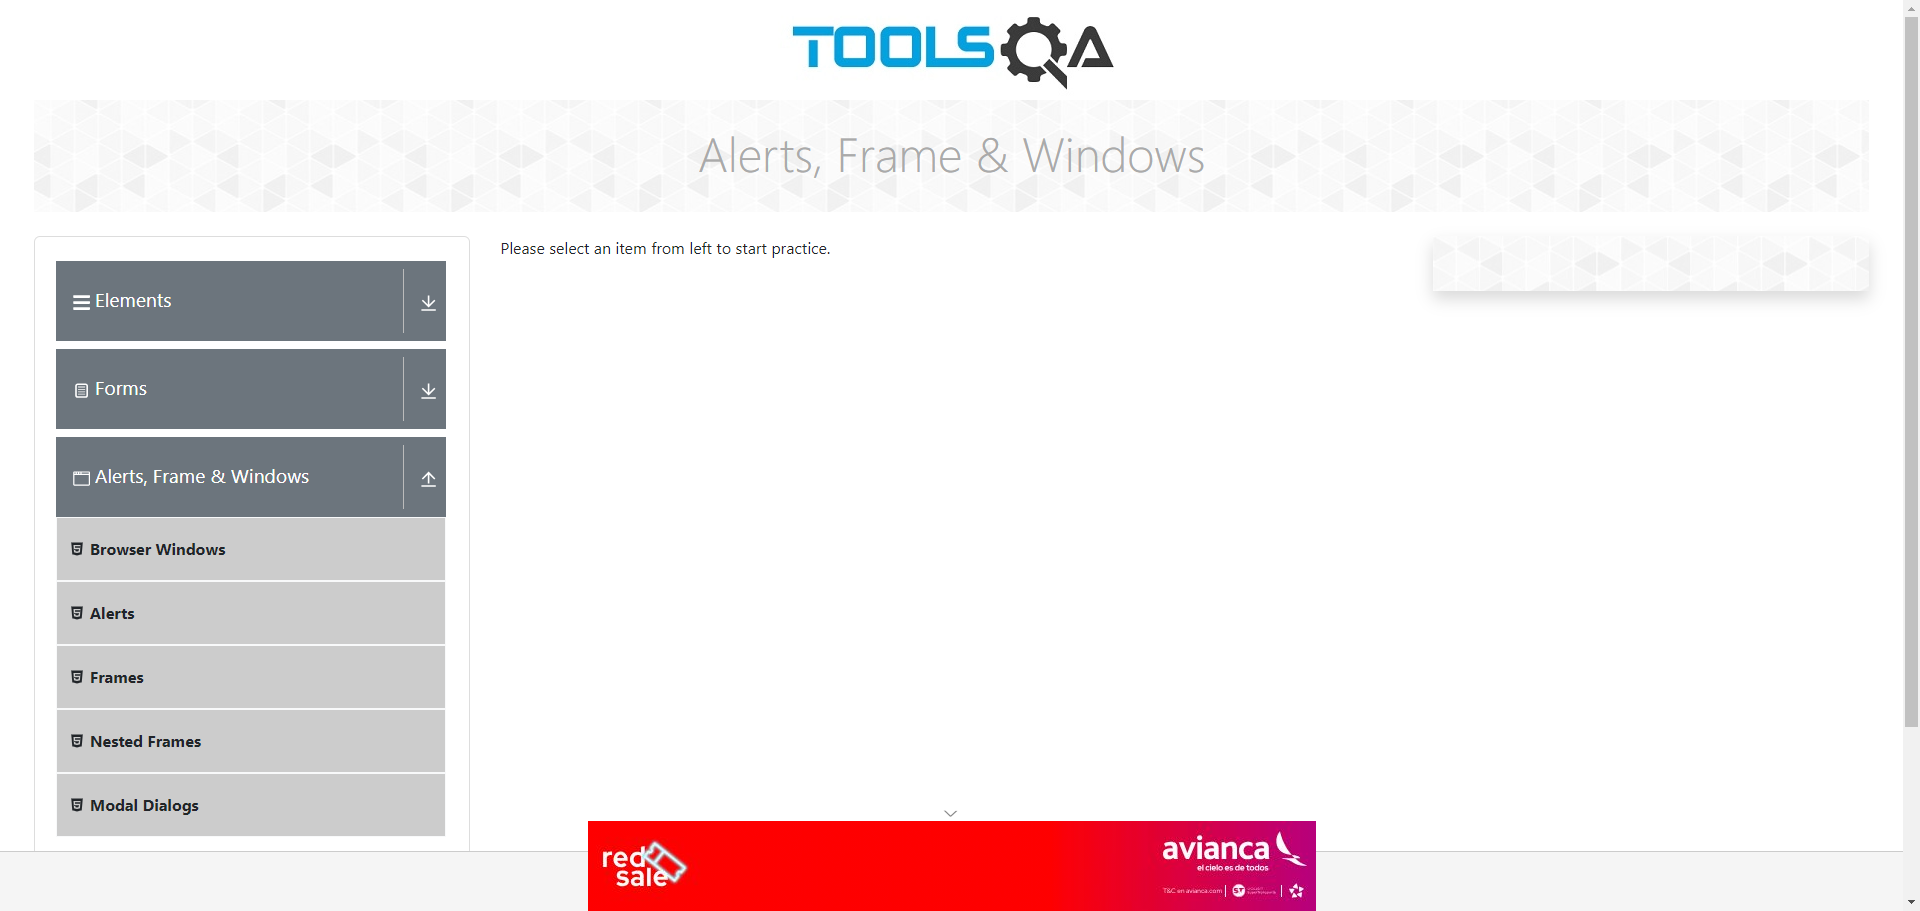 TOOLSQA
Alerts, Frame & Windows
Please select an item from left to start practice.
Elements
Forms
Alerts, Frame & Windows
Browser Windows
Alerts
Frames
Nested Frames
Modal Dialogs
red
sale
avianca
el cielo es de todos
T&C en avianca.com